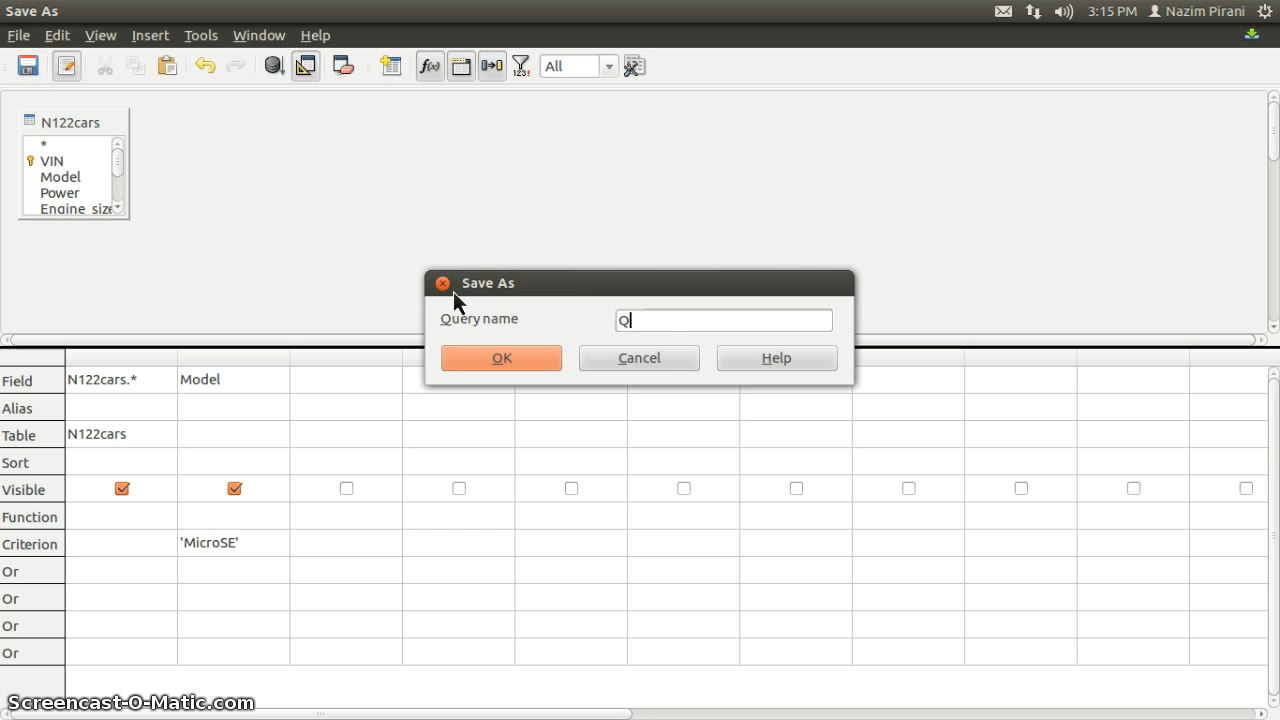 Save As
3:15 PM Nazim Pirani
File Edit View Insert Tools Window Help
f(x) 123! All
N122cars
*
VIN
Model
Power
Engine_size
Save As
Query name Q
OK Cancel Help
Field N122cars.* Model
Alias
Table N122cars
Sort
Visible
Function
Criterion 'MicroSE'
Or
Or
Or
Or
Screencast-O-Matic.com